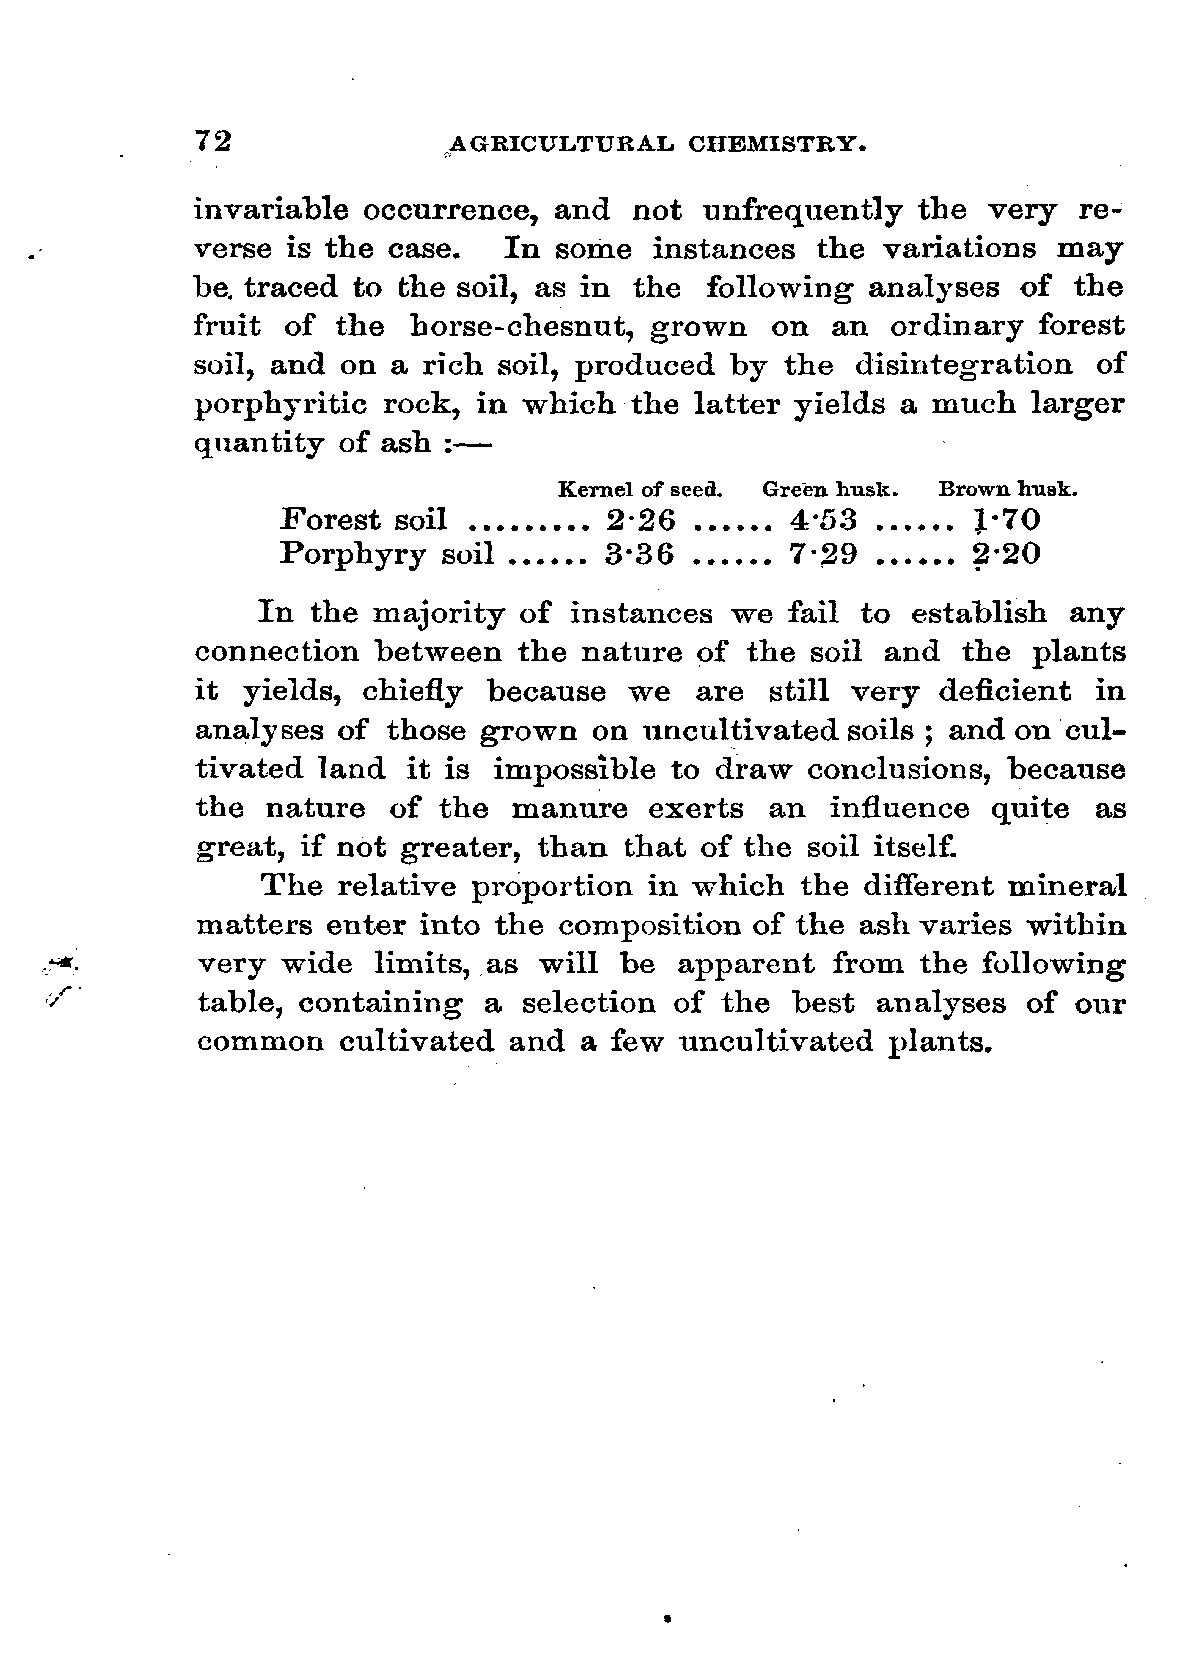 72 AGRICULTURAL CHEMISTRY.
invariable occurrence, and not unfrequently the very re-
verse is the case. In some instances the variations may
be. traced to the soil, as in the following analyses of the
fruit of the horse-chesnut, grown on an ordinary forest
soil, and on a rich soil, produced by the disintegration of
porphyritic rock, in which the latter yields a much larger
quantity of ash :—
Kernel of seed. Green husk. Brown husk.
Forest soil ......... 2·26 ...... 4·53 ...... 1·70
Porphyry soil ...... 3·36 ...... 7·29 ...... 2·20
In the majority of instances we fail to establish any
connection between the nature of the soil and the plants
it yields, chiefly because we are still very deficient in
analyses of those grown on uncultivated soils ; and on cul-
tivated land it is impossible to draw conclusions, because
the nature of the manure exerts an influence quite as
great, if not greater, than that of the soil itself.
The relative proportion in which the different mineral
matters enter into the composition of the ash varies within
very wide limits, as will be apparent from the following
table, containing a selection of the best analyses of our
common cultivated and a few uncultivated plants.